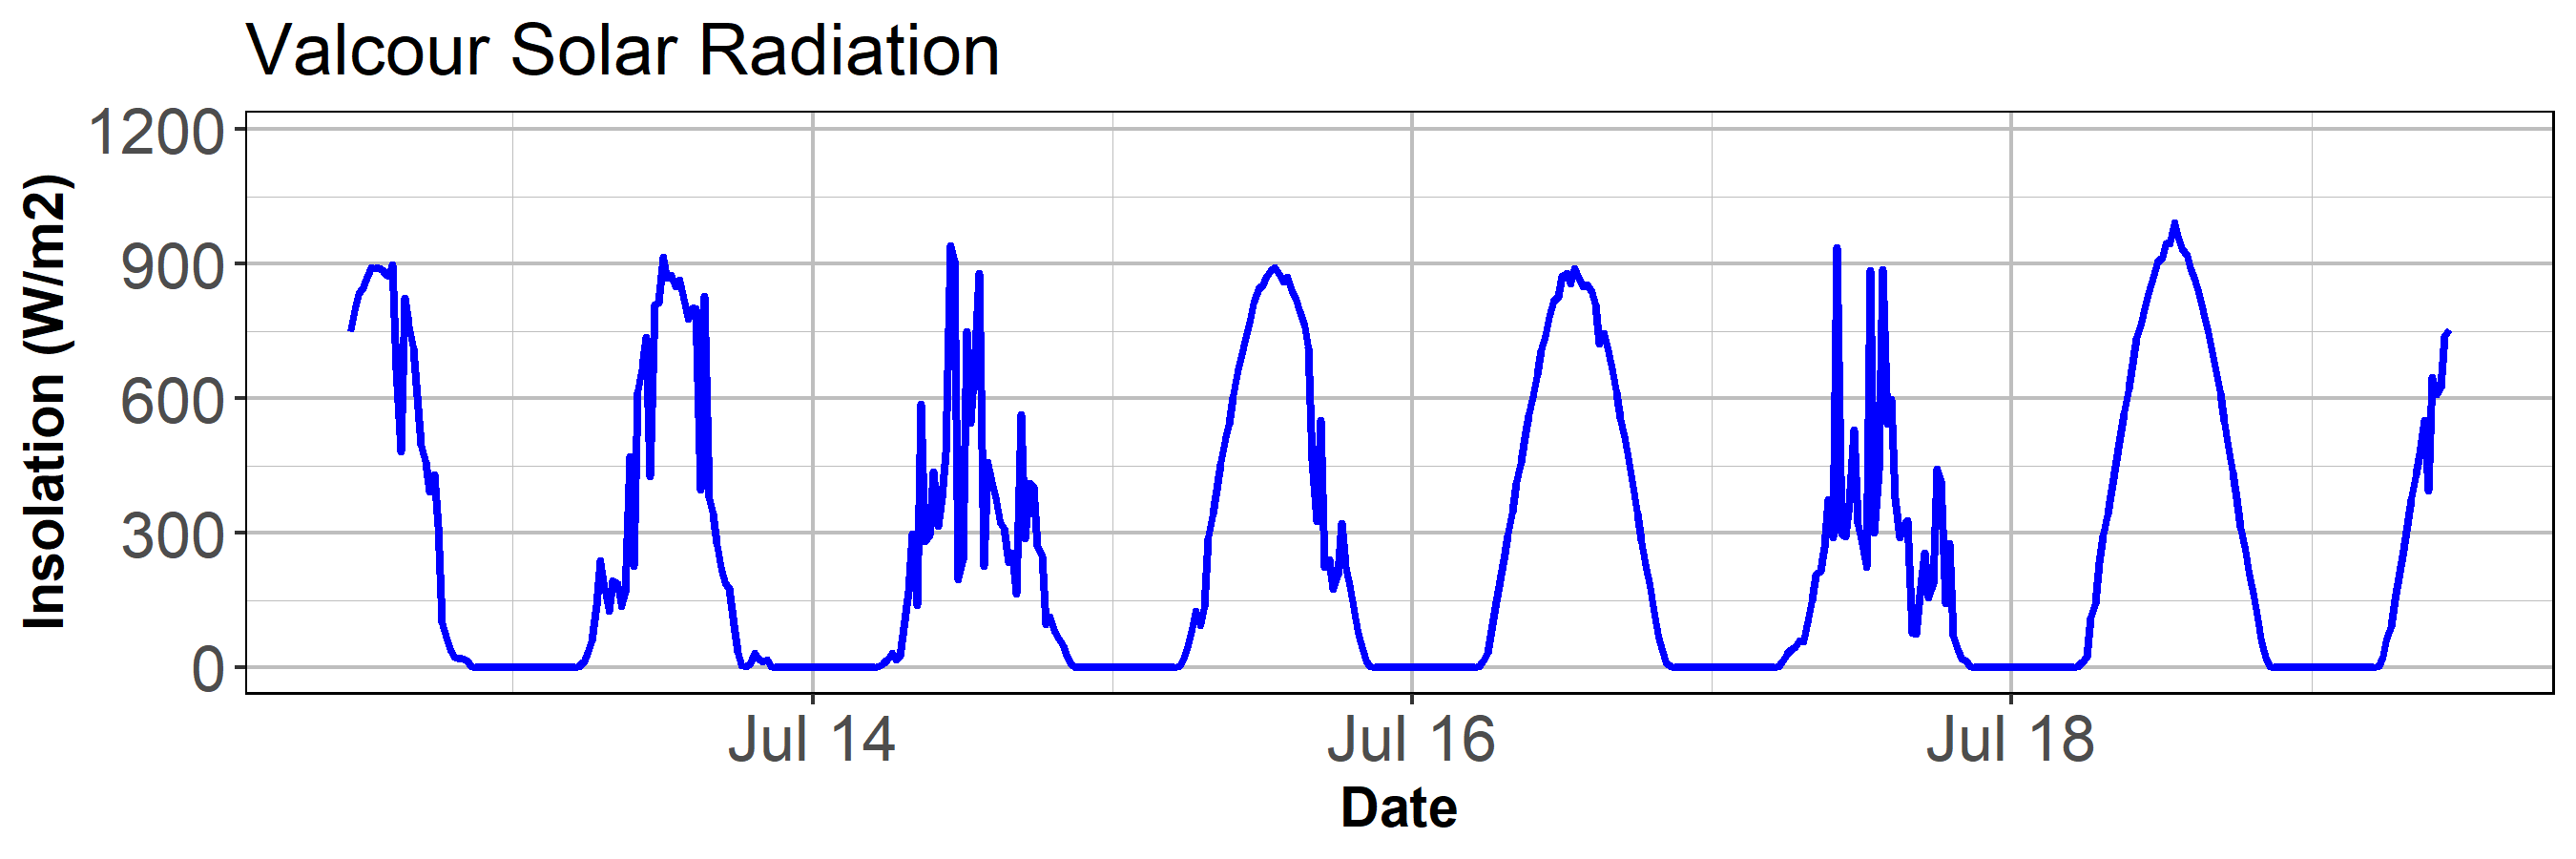 Valcour Solar Radiation
Insolation (W/m2)
1200
900
600
300
0
Jul 14
Jul 16
Jul 18
Date